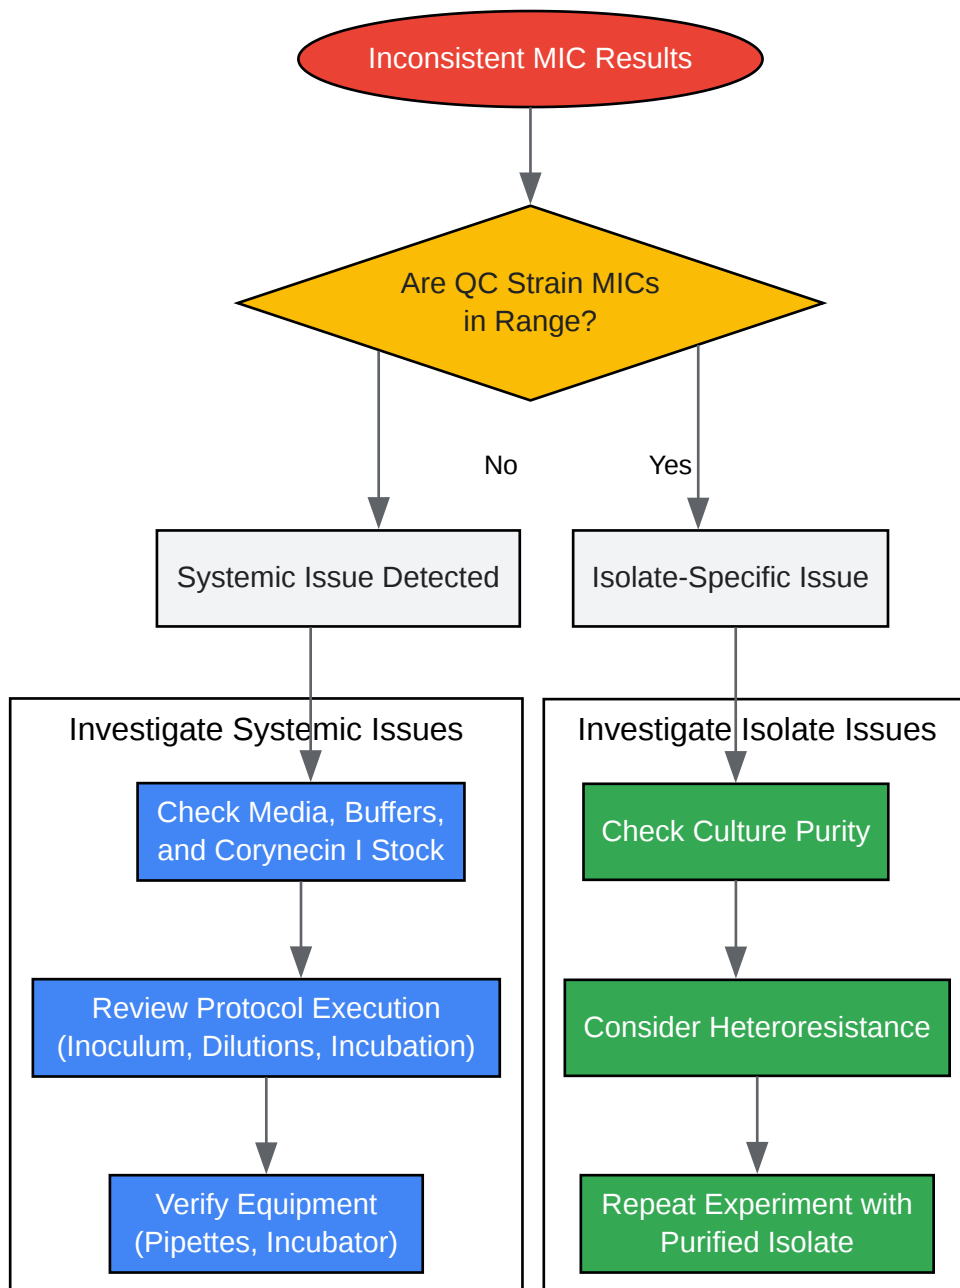 Inconsistent MIC Results
Are QC Strain MICs
in Range?
No
Yes
Systemic Issue Detected
Isolate-Specific Issue
Investigate Systemic Issues
Check Media, Buffers,
and Corynecin I Stock
Review Protocol Execution
(Inoculum, Dilutions, Incubation)
Verify Equipment
(Pipettes, Incubator)
Investigate Isolate Issues
Check Culture Purity
Consider Heteroresistance
Repeat Experiment with
Purified Isolate